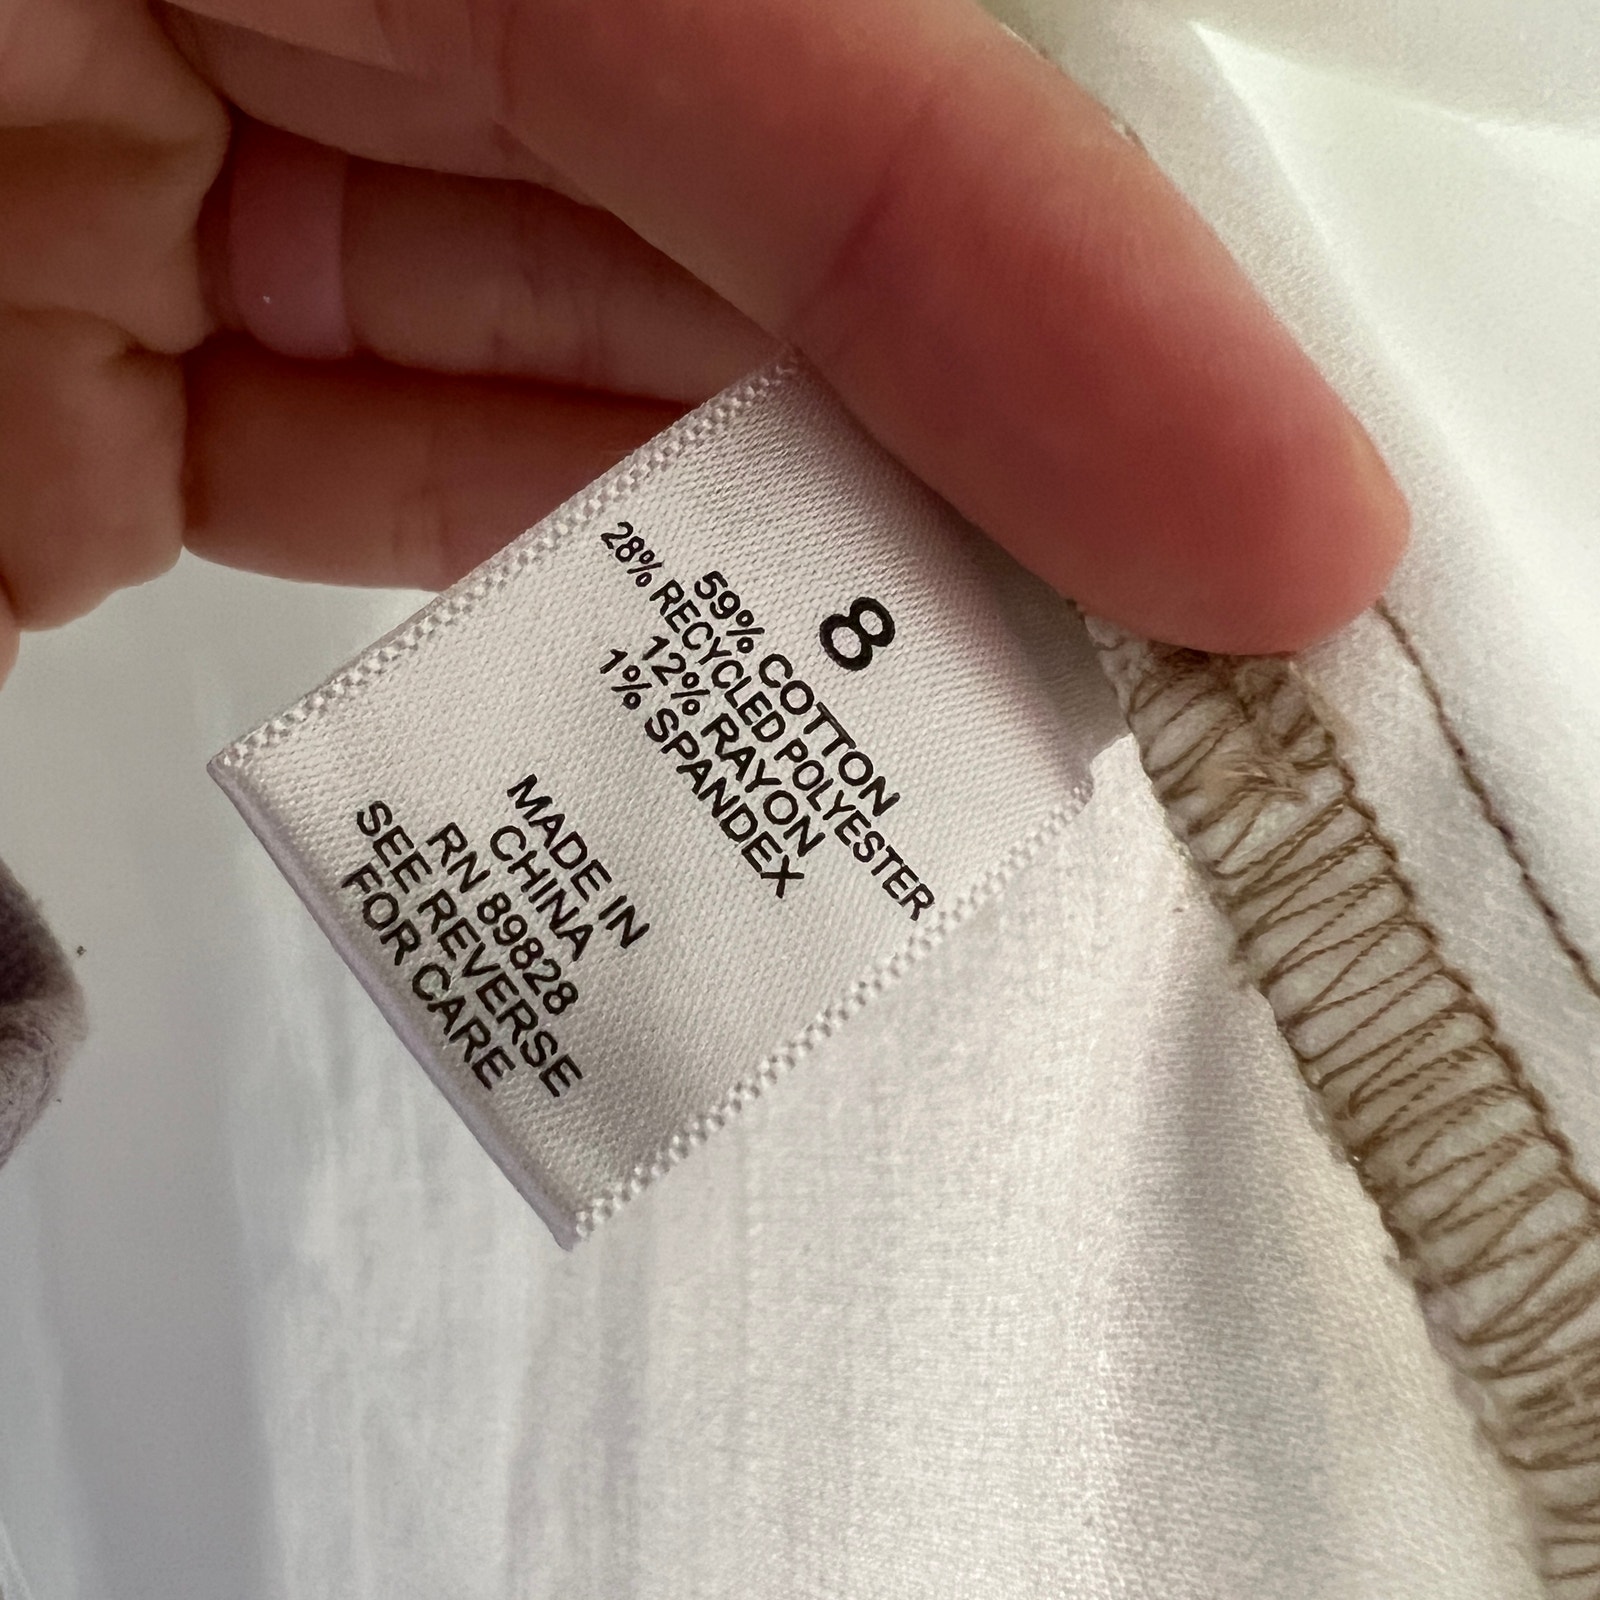 8
59% COTTON
28% RECYCLED POLYESTER
12% RAYON
1% SPANDEX
MADE IN
CHINA
RN 89828
SEE REVERSE
FOR CARE